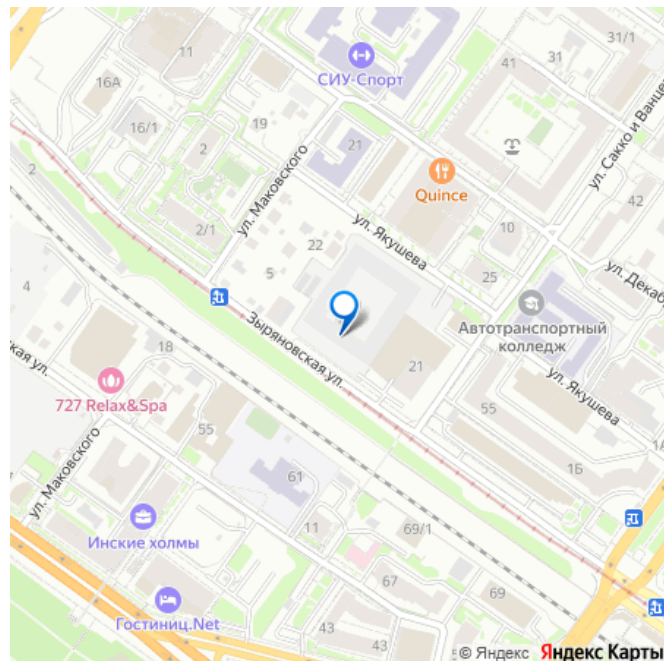 11
16А
СИУ-Спорт
41
31
31/1
16/1
2
19
21
ул. Маковского
Quince
ул. Сакко и Ванце
2
2/1
22
ул. Якушева
10
42
ул. Декаб
5
25
4
Автотранспортный
колледж
Зыряновская ул.
21
18
кая ул.
727 Relax&Spa
55
55
ул. Якушева
ул. Маковского
61
1Б
1А
Инские холмы
11
69/1
67
69
Гостиниц.Net
43
43
© Яндекс Яндекс Карты